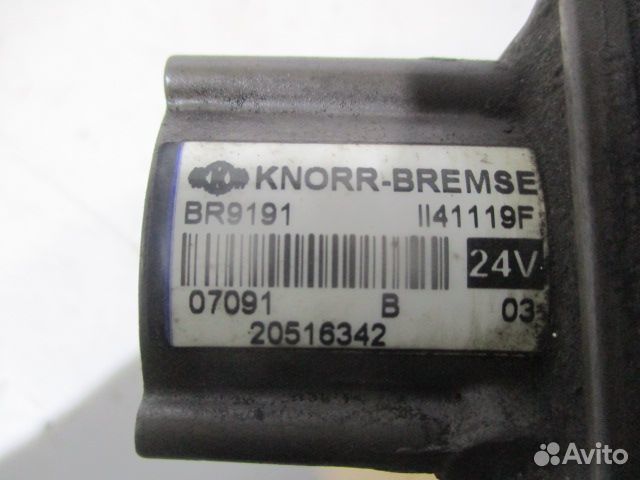 KNORR-BREMSE
BR9191 II41119F
24V
07091 B 03
20516342
Avito